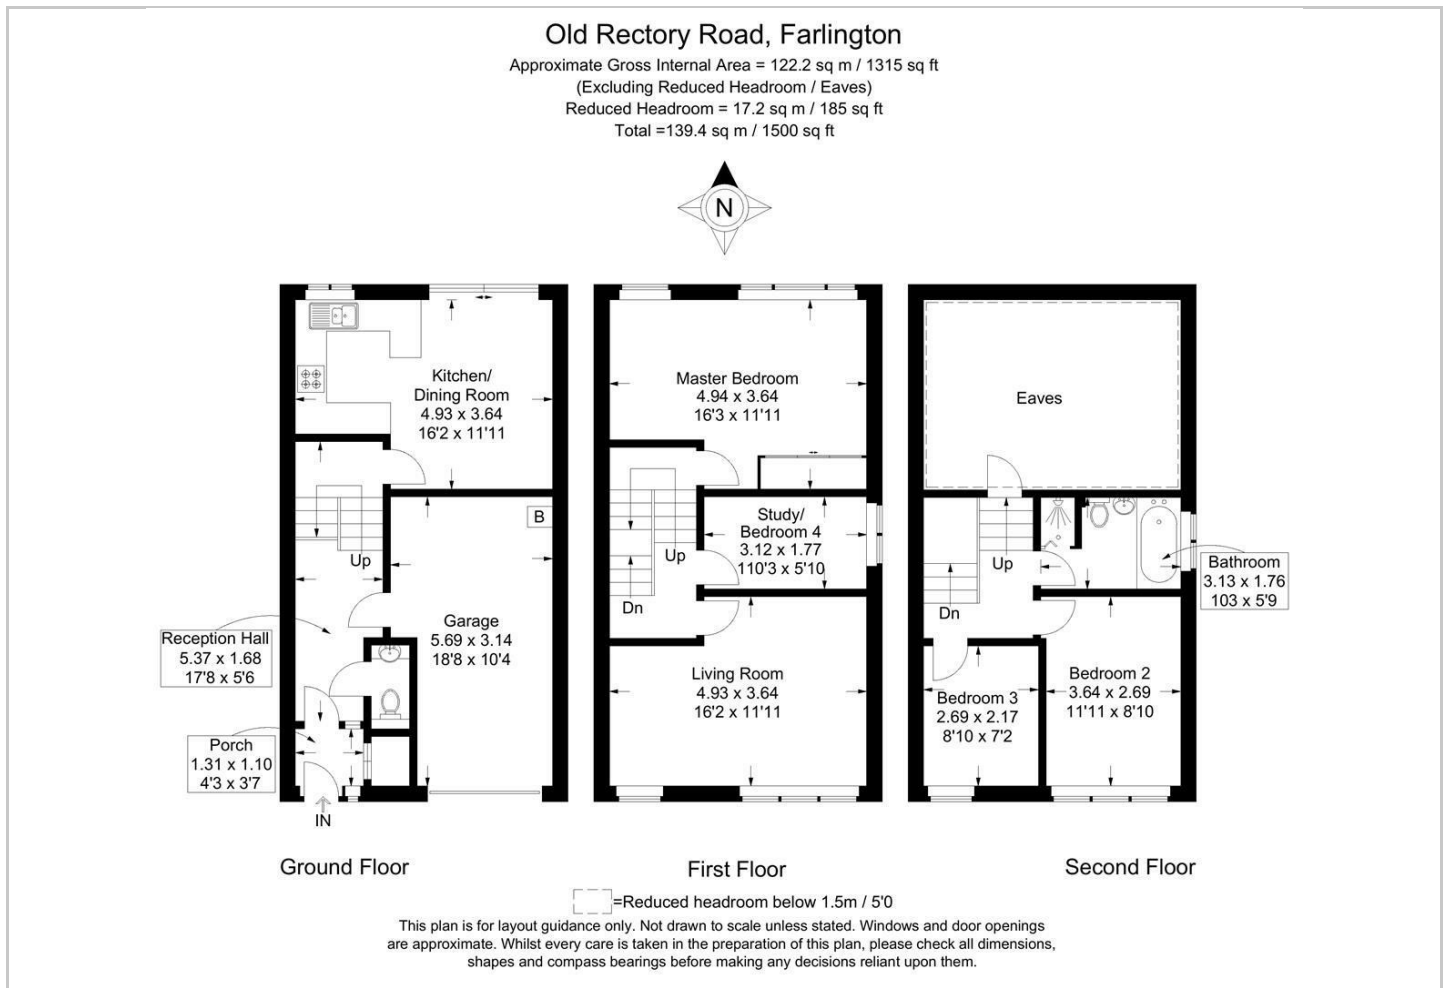 Old Rectory Road, Farlington
Approximate Gross Internal Area = 122.2 sq m / 1315 sq ft
(Excluding Reduced Headroom / Eaves)
Reduced Headroom = 17.2 sq m / 185 sq ft
Total =139.4 sq m / 1500 sq ft
N
Kitchen/
Dining Room
4.93 x 3.64
16'2 x 11'11
B
Up
Garage
5.69 x 3.14
18'8 x 10'4
Reception Hall
5.37 x 1.68
17'8 x 5'6
Porch
1.31 x 1.10
4'3 x 3'7
IN
Ground Floor
Master Bedroom
4.94 x 3.64
16'3 x 11'11
Study/
Bedroom 4
3.12 x 1.77
110'3 x 5'10
Up
Dn
Living Room
4.93 x 3.64
16'2 x 11'11
First Floor
Eaves
Up
Dn
Bathroom
3.13 x 1.76
103 x 5'9
Bedroom 2
3.64 x 2.69
11'11 x 8'10
Bedroom 3
2.69 x 2.17
8'10 x 7'2
Second Floor
=Reduced headroom below 1.5m / 5'0
This plan is for layout guidance only. Not drawn to scale unless stated. Windows and door openings
are approximate. Whilst every care is taken in the preparation of this plan, please check all dimensions,
shapes and compass bearings before making any decisions reliant upon them.